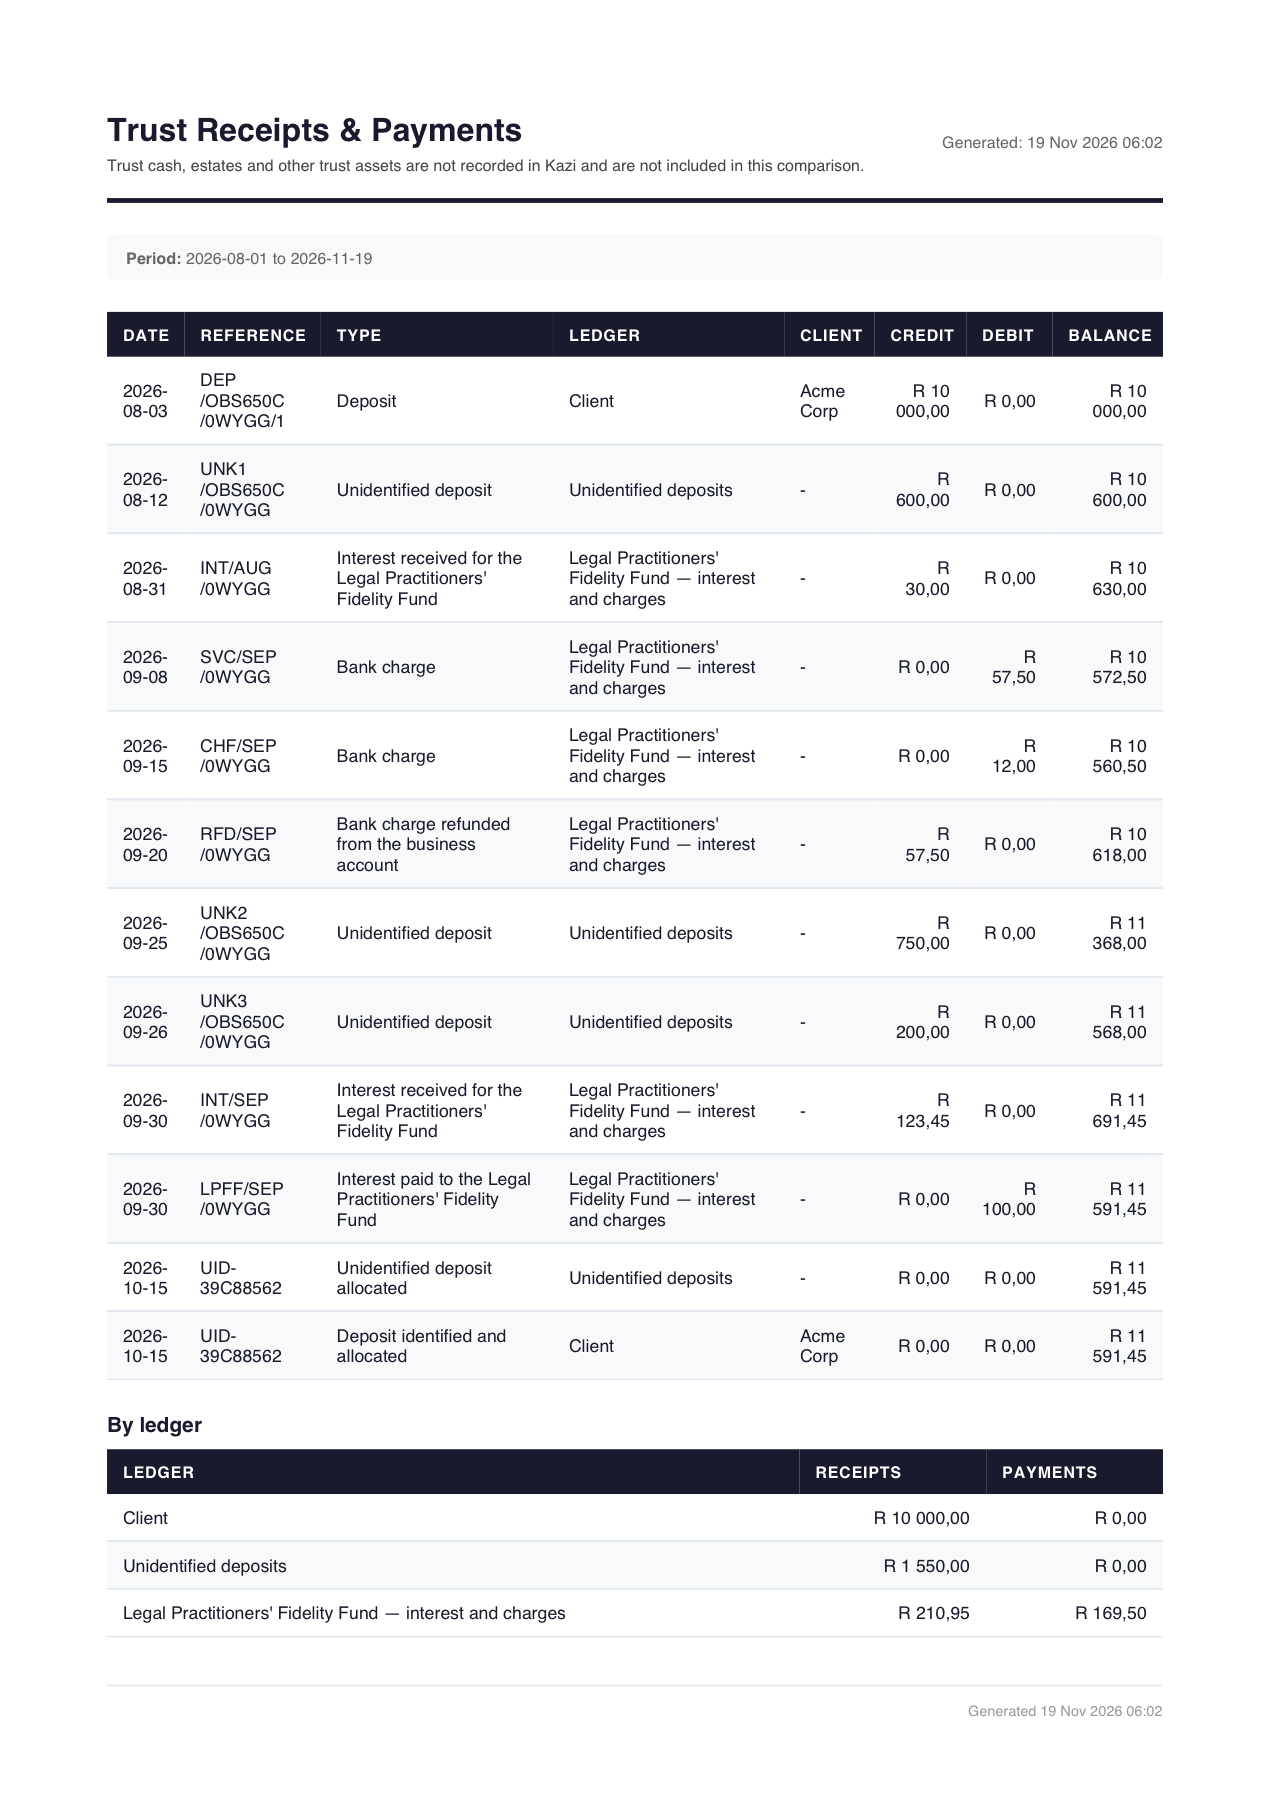 Trust Receipts & Payments
Generated: 19 Nov 2026 06:02
Trust cash, estates and other trust assets are not recorded in Kazi and are not included in this comparison.
Period: 2026-08-01 to 2026-11-19
DATE REFERENCE TYPE LEDGER CLIENT CREDIT DEBIT BALANCE
2026-08-03 DEP/OBS650C/0WYGG/1 Deposit Client Acme Corp R 10 000,00 R 0,00 R 10 000,00
2026-08-12 UNK1/OBS650C/0WYGG Unidentified deposit Unidentified deposits - R 600,00 R 0,00 R 10 600,00
2026-08-31 INT/AUG/0WYGG Interest received for the Legal Practitioners' Fidelity Fund Legal Practitioners' Fidelity Fund — interest and charges - R 30,00 R 0,00 R 10 630,00
2026-09-08 SVC/SEP/0WYGG Bank charge Legal Practitioners' Fidelity Fund — interest and charges - R 0,00 R 57,50 R 10 572,50
2026-09-15 CHF/SEP/0WYGG Bank charge Legal Practitioners' Fidelity Fund — interest and charges - R 0,00 R 12,00 R 10 560,50
2026-09-20 RFD/SEP/0WYGG Bank charge refunded from the business account Legal Practitioners' Fidelity Fund — interest and charges - R 57,50 R 0,00 R 10 618,00
2026-09-25 UNK2/OBS650C/0WYGG Unidentified deposit Unidentified deposits - R 750,00 R 0,00 R 11 368,00
2026-09-26 UNK3/OBS650C/0WYGG Unidentified deposit Unidentified deposits - R 200,00 R 0,00 R 11 568,00
2026-09-30 INT/SEP/0WYGG Interest received for the Legal Practitioners' Fidelity Fund Legal Practitioners' Fidelity Fund — interest and charges - R 123,45 R 0,00 R 11 691,45
2026-09-30 LPFF/SEP/0WYGG Interest paid to the Legal Practitioners' Fidelity Fund Legal Practitioners' Fidelity Fund — interest and charges - R 0,00 R 100,00 R 11 591,45
2026-10-15 UID-39C88562 Unidentified deposit allocated Unidentified deposits - R 0,00 R 0,00 R 11 591,45
2026-10-15 UID-39C88562 Deposit identified and allocated Client Acme Corp R 0,00 R 0,00 R 11 591,45
By ledger
LEDGER RECEIPTS PAYMENTS
Client R 10 000,00 R 0,00
Unidentified deposits R 1 550,00 R 0,00
Legal Practitioners' Fidelity Fund — interest and charges R 210,95 R 169,50
Generated 19 Nov 2026 06:02